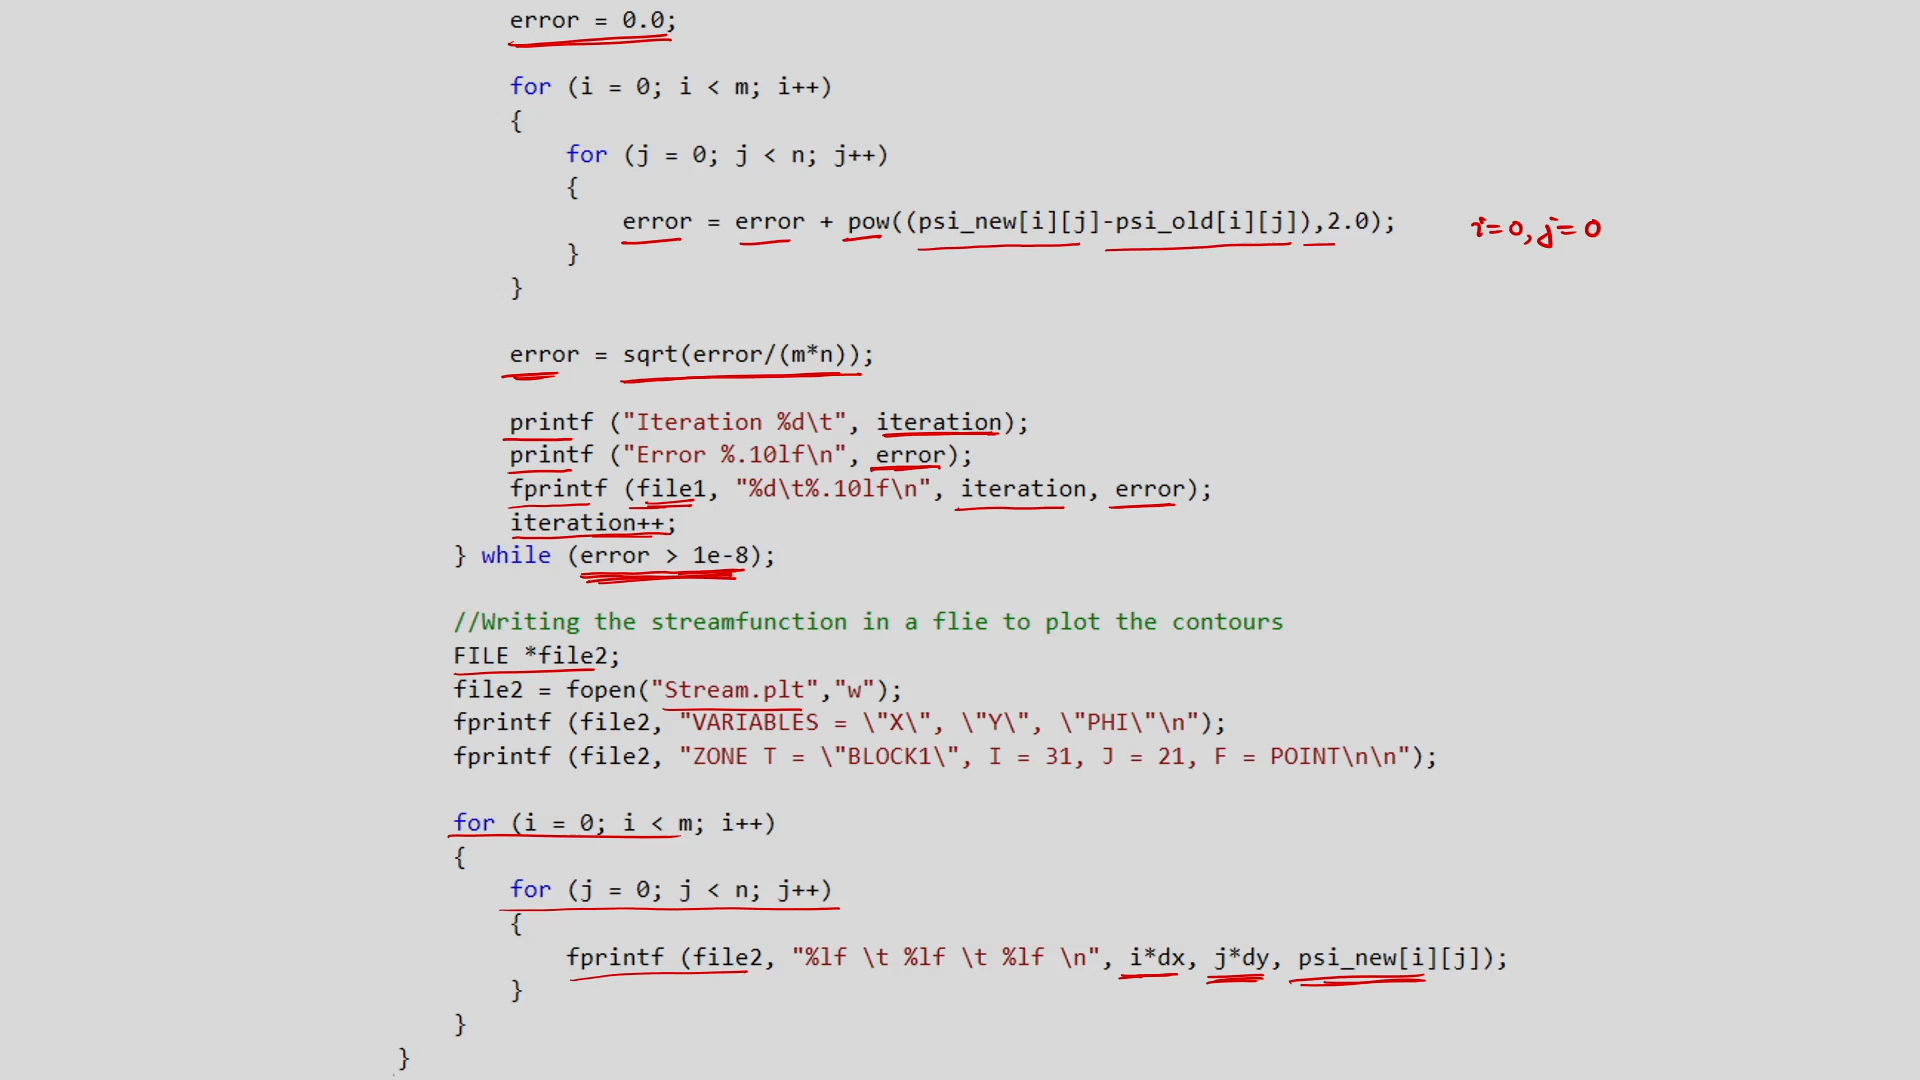 error = 0.0;
for (i = 0; i < m; i++)
{
for (j = 0; j < n; j++)
{
error = error + pow((psi_new[i][j]-psi_old[i][j]),2.0); i=0, j=0
}
}
error = sqrt(error/(m*n));
printf ("Iteration %d\t", iteration);
printf ("Error %.10lf\n", error);
fprintf (file1, "%d\t%.10lf\n", iteration, error);
iteration++;
} while (error > 1e-8);
//Writing the streamfunction in a flie to plot the contours
FILE *file2;
file2 = fopen("Stream.plt","w");
fprintf (file2, "VARIABLES = \"X\", \"Y\", \"PHI\"\n");
fprintf (file2, "ZONE T = \"BLOCK1\", I = 31, J = 21, F = POINT\n\n");
for (i = 0; i < m; i++)
{
for (j = 0; j < n; j++)
{
fprintf (file2, "%lf \t %lf \t %lf \n", i*dx, j*dy, psi_new[i][j]);
}
}
}